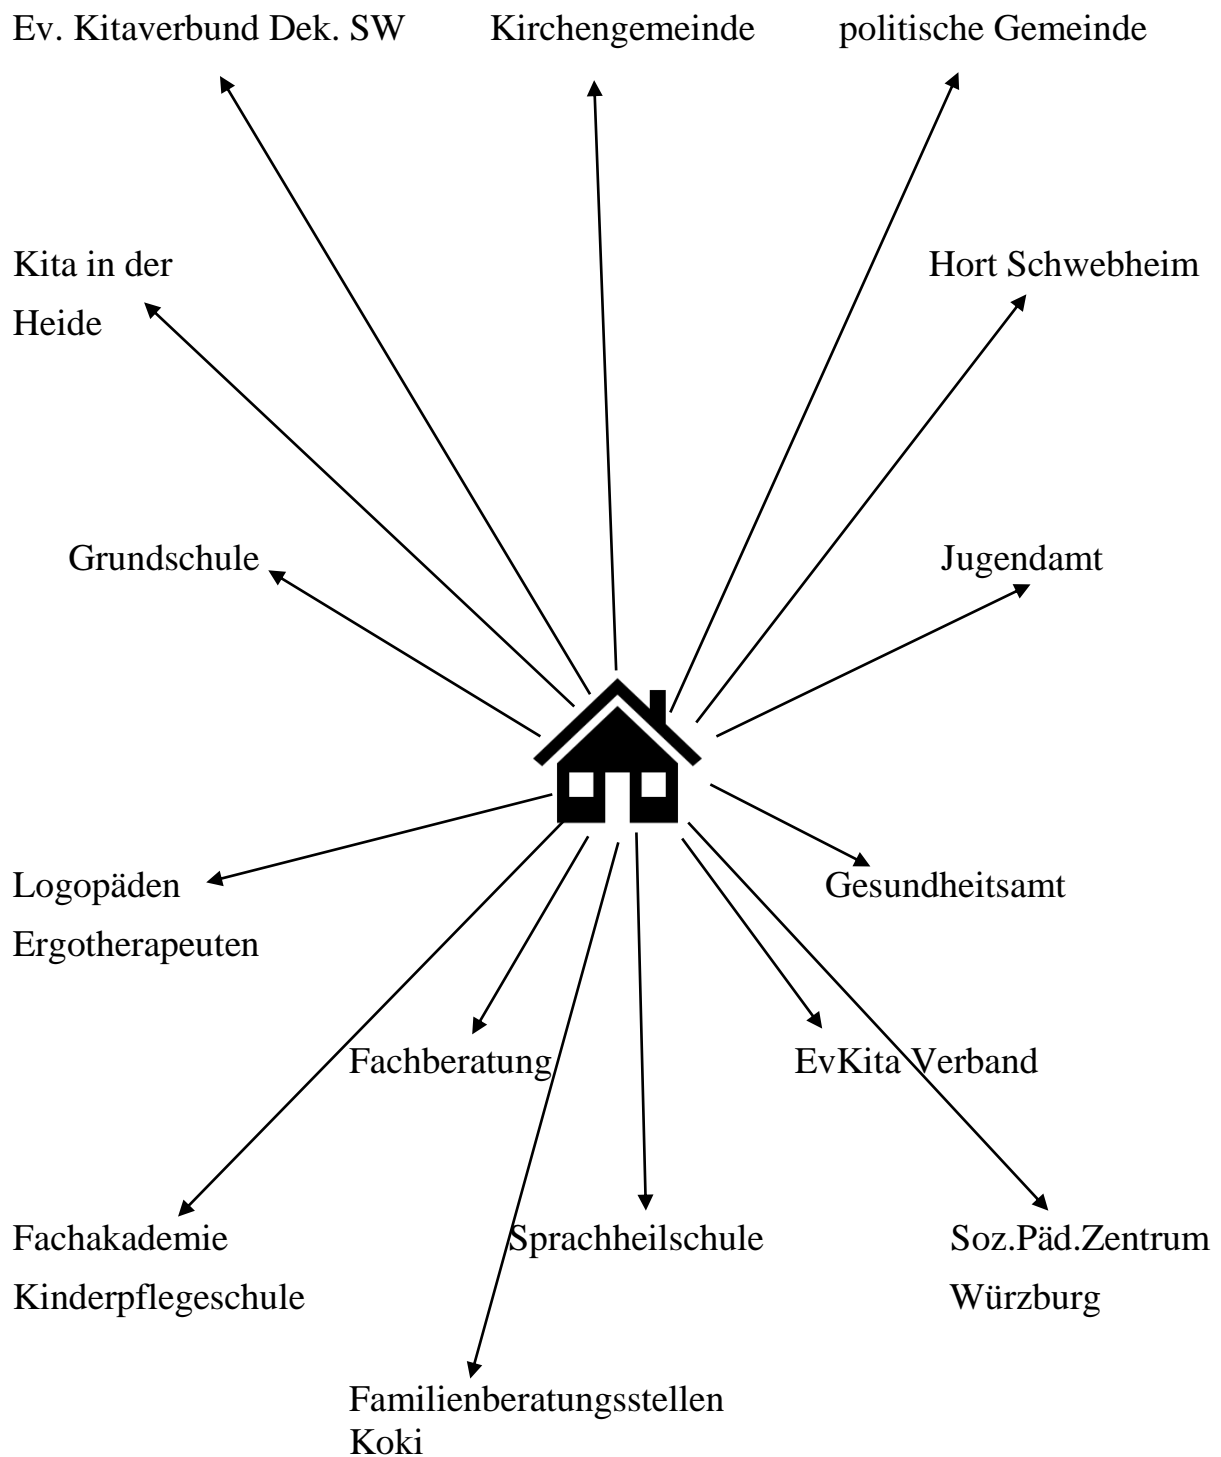 Ev. Kitaverbund Dek. SW
Kirchengemeinde
politische Gemeinde
Kita in der
Heide
Hort Schwebheim
Grundschule
Jugendamt
Logopäden
Ergotherapeuten
Gesundheitsamt
Fachberatung
EvKita Verband
Fachakademie
Kinderpflegeschule
Sprachheilschule
Soz.Päd.Zentrum
Würzburg
Familienberatungsstellen
Koki